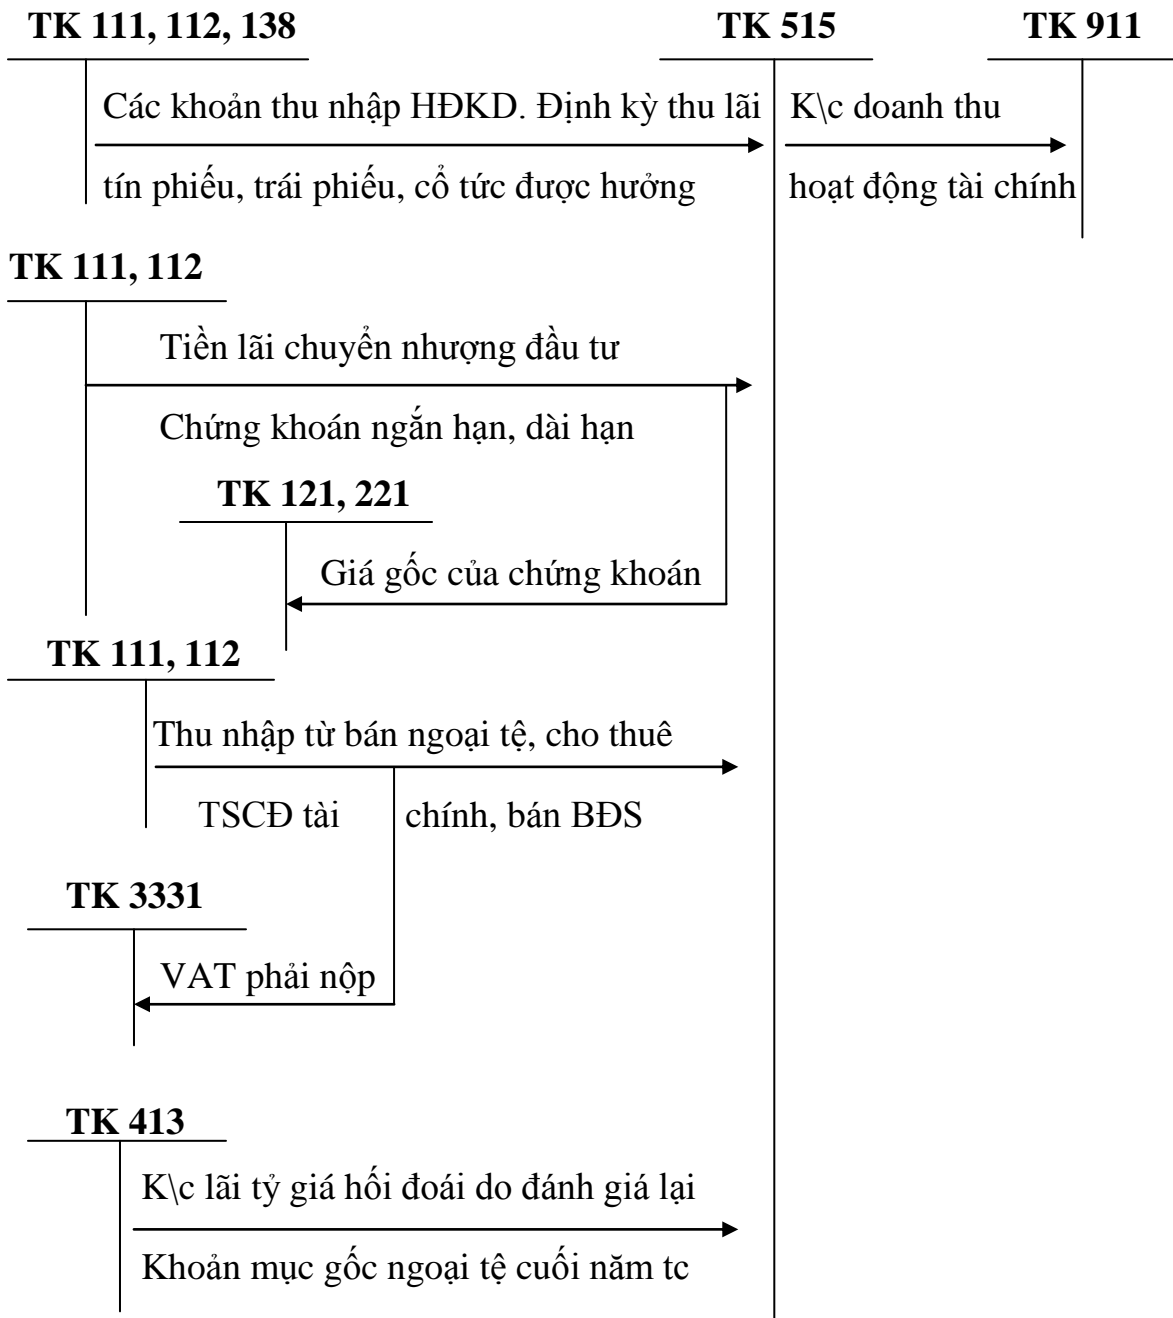 TK 111, 112, 138
TK 515
TK 911
Các khoản thu nhập HĐKD. Định kỳ thu lãi
K\c doanh thu
tín phiếu, trái phiếu, cổ tức được hưởng
hoạt động tài chính
TK 111, 112
Tiền lãi chuyển nhượng đầu tư
Chứng khoán ngắn hạn, dài hạn
TK 121, 221
Giá gốc của chứng khoán
TK 111, 112
Thu nhập từ bán ngoại tệ, cho thuê
TSCĐ tài chính, bán BĐS
TK 3331
VAT phải nộp
TK 413
K\c lãi tỷ giá hối đoái do đánh giá lại
Khoản mục gốc ngoại tệ cuối năm tc